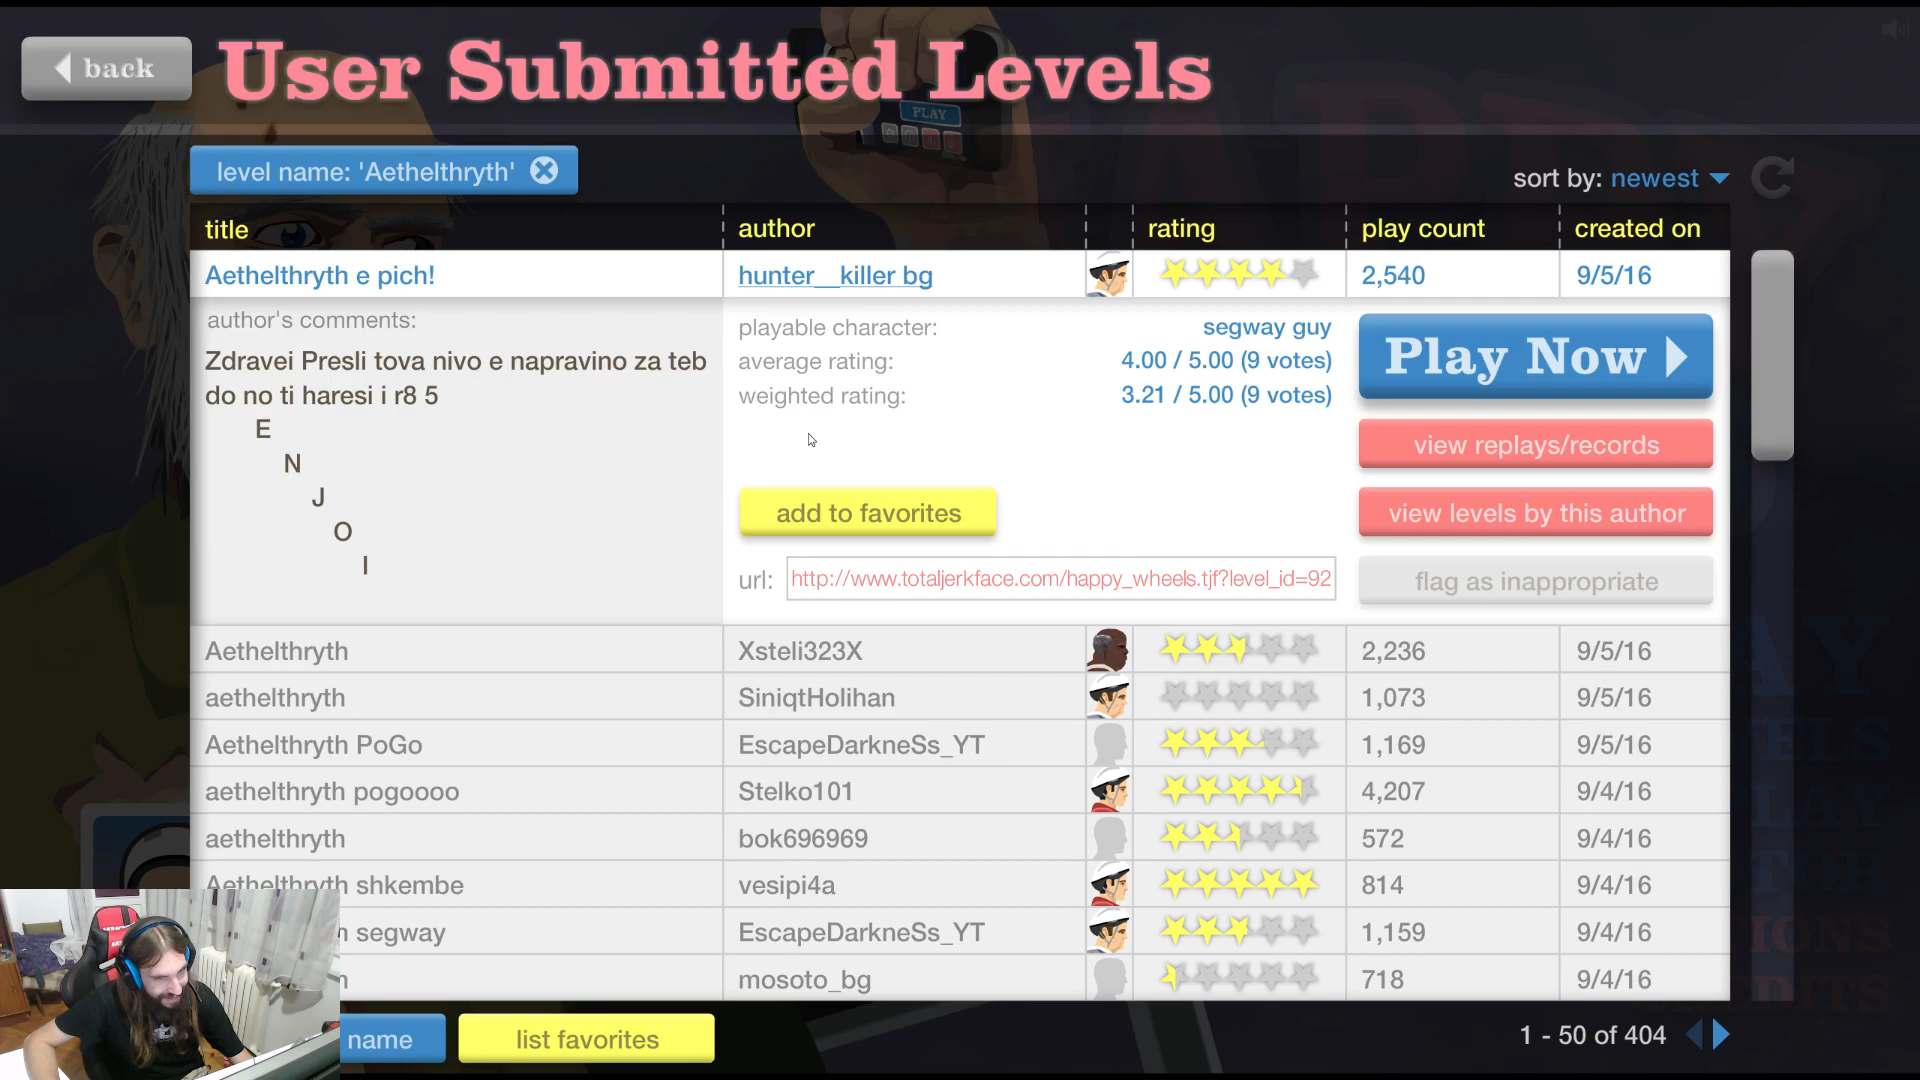 back
User Submitted Levels
PLAY
level name: 'Aethelthryth'
sort by: newest
title author rating play count created on
Aethelthryth e pich! hunter__killer bg 2,540 9/5/16
author's comments:
Zdravei Presli tova nivo e napravino za teb
do no ti haresi i r8 5
E
N
J
O
I
playable character: segway guy
average rating: 4.00 / 5.00 (9 votes)
weighted rating: 3.21 / 5.00 (9 votes)
add to favorites
url: http://www.totaljerkface.com/happy_wheels.tjf?level_id=92
Play Now
view replays/records
view levels by this author
flag as inappropriate
Aethelthryth Xsteli323X 2,236 9/5/16
aethelthryth SiniqtHolihan 1,073 9/5/16
Aethelthryth PoGo EscapeDarkneSs_YT 1,169 9/5/16
aethelthryth pogoooo Stelko101 4,207 9/4/16
aethelthryth bok696969 572 9/4/16
Aethelthryth shkembe vesipi4a 814 9/4/16
h segway EscapeDarkneSs_YT 1,159 9/4/16
h mosoto_bg 718 9/4/16
name
list favorites
1 - 50 of 404